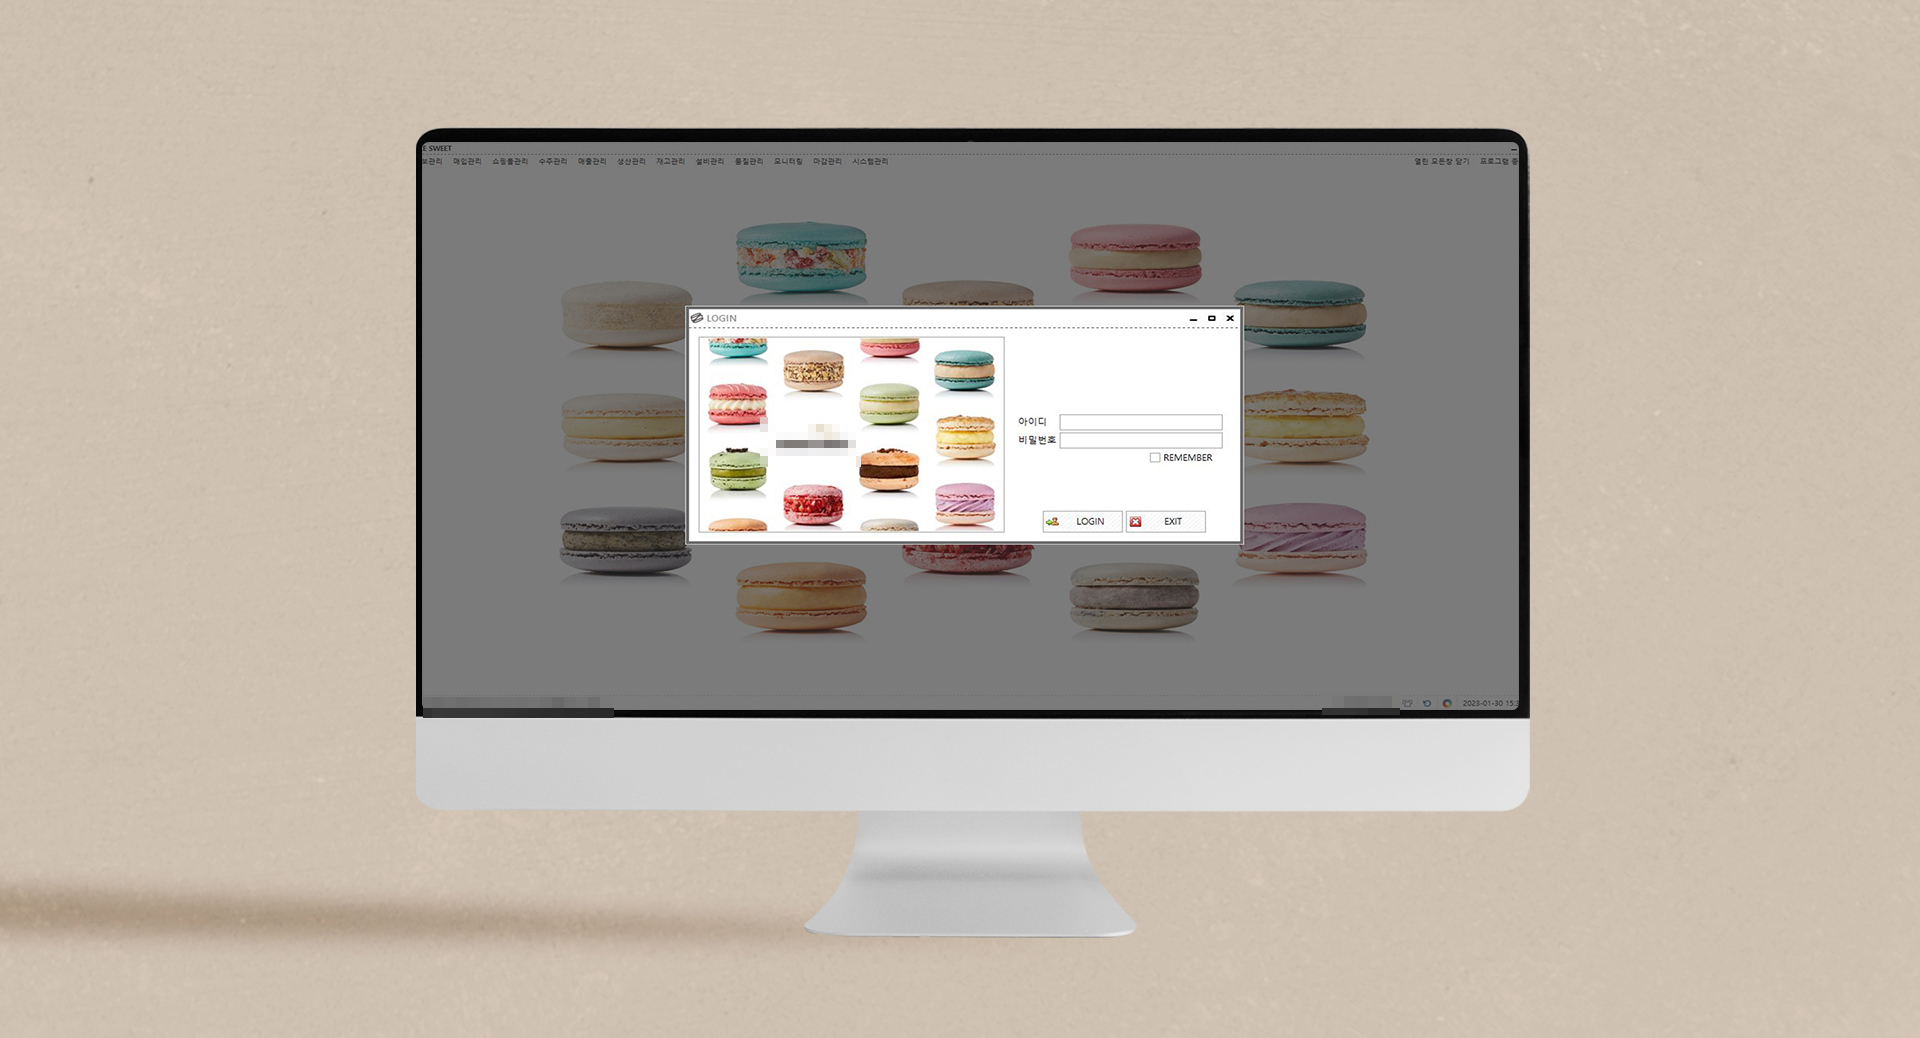 E SWEET
보관리 매입관리 쇼핑몰관리 수주관리 매출관리 생산관리 재고관리 설비관리 품질관리 모니터링 마감관리 시스템관리 열린 모든창 닫기 프로그램 종
LOGIN
아이디
비밀번호
REMEMBER
LOGIN EXIT
2023-01-30 15:3